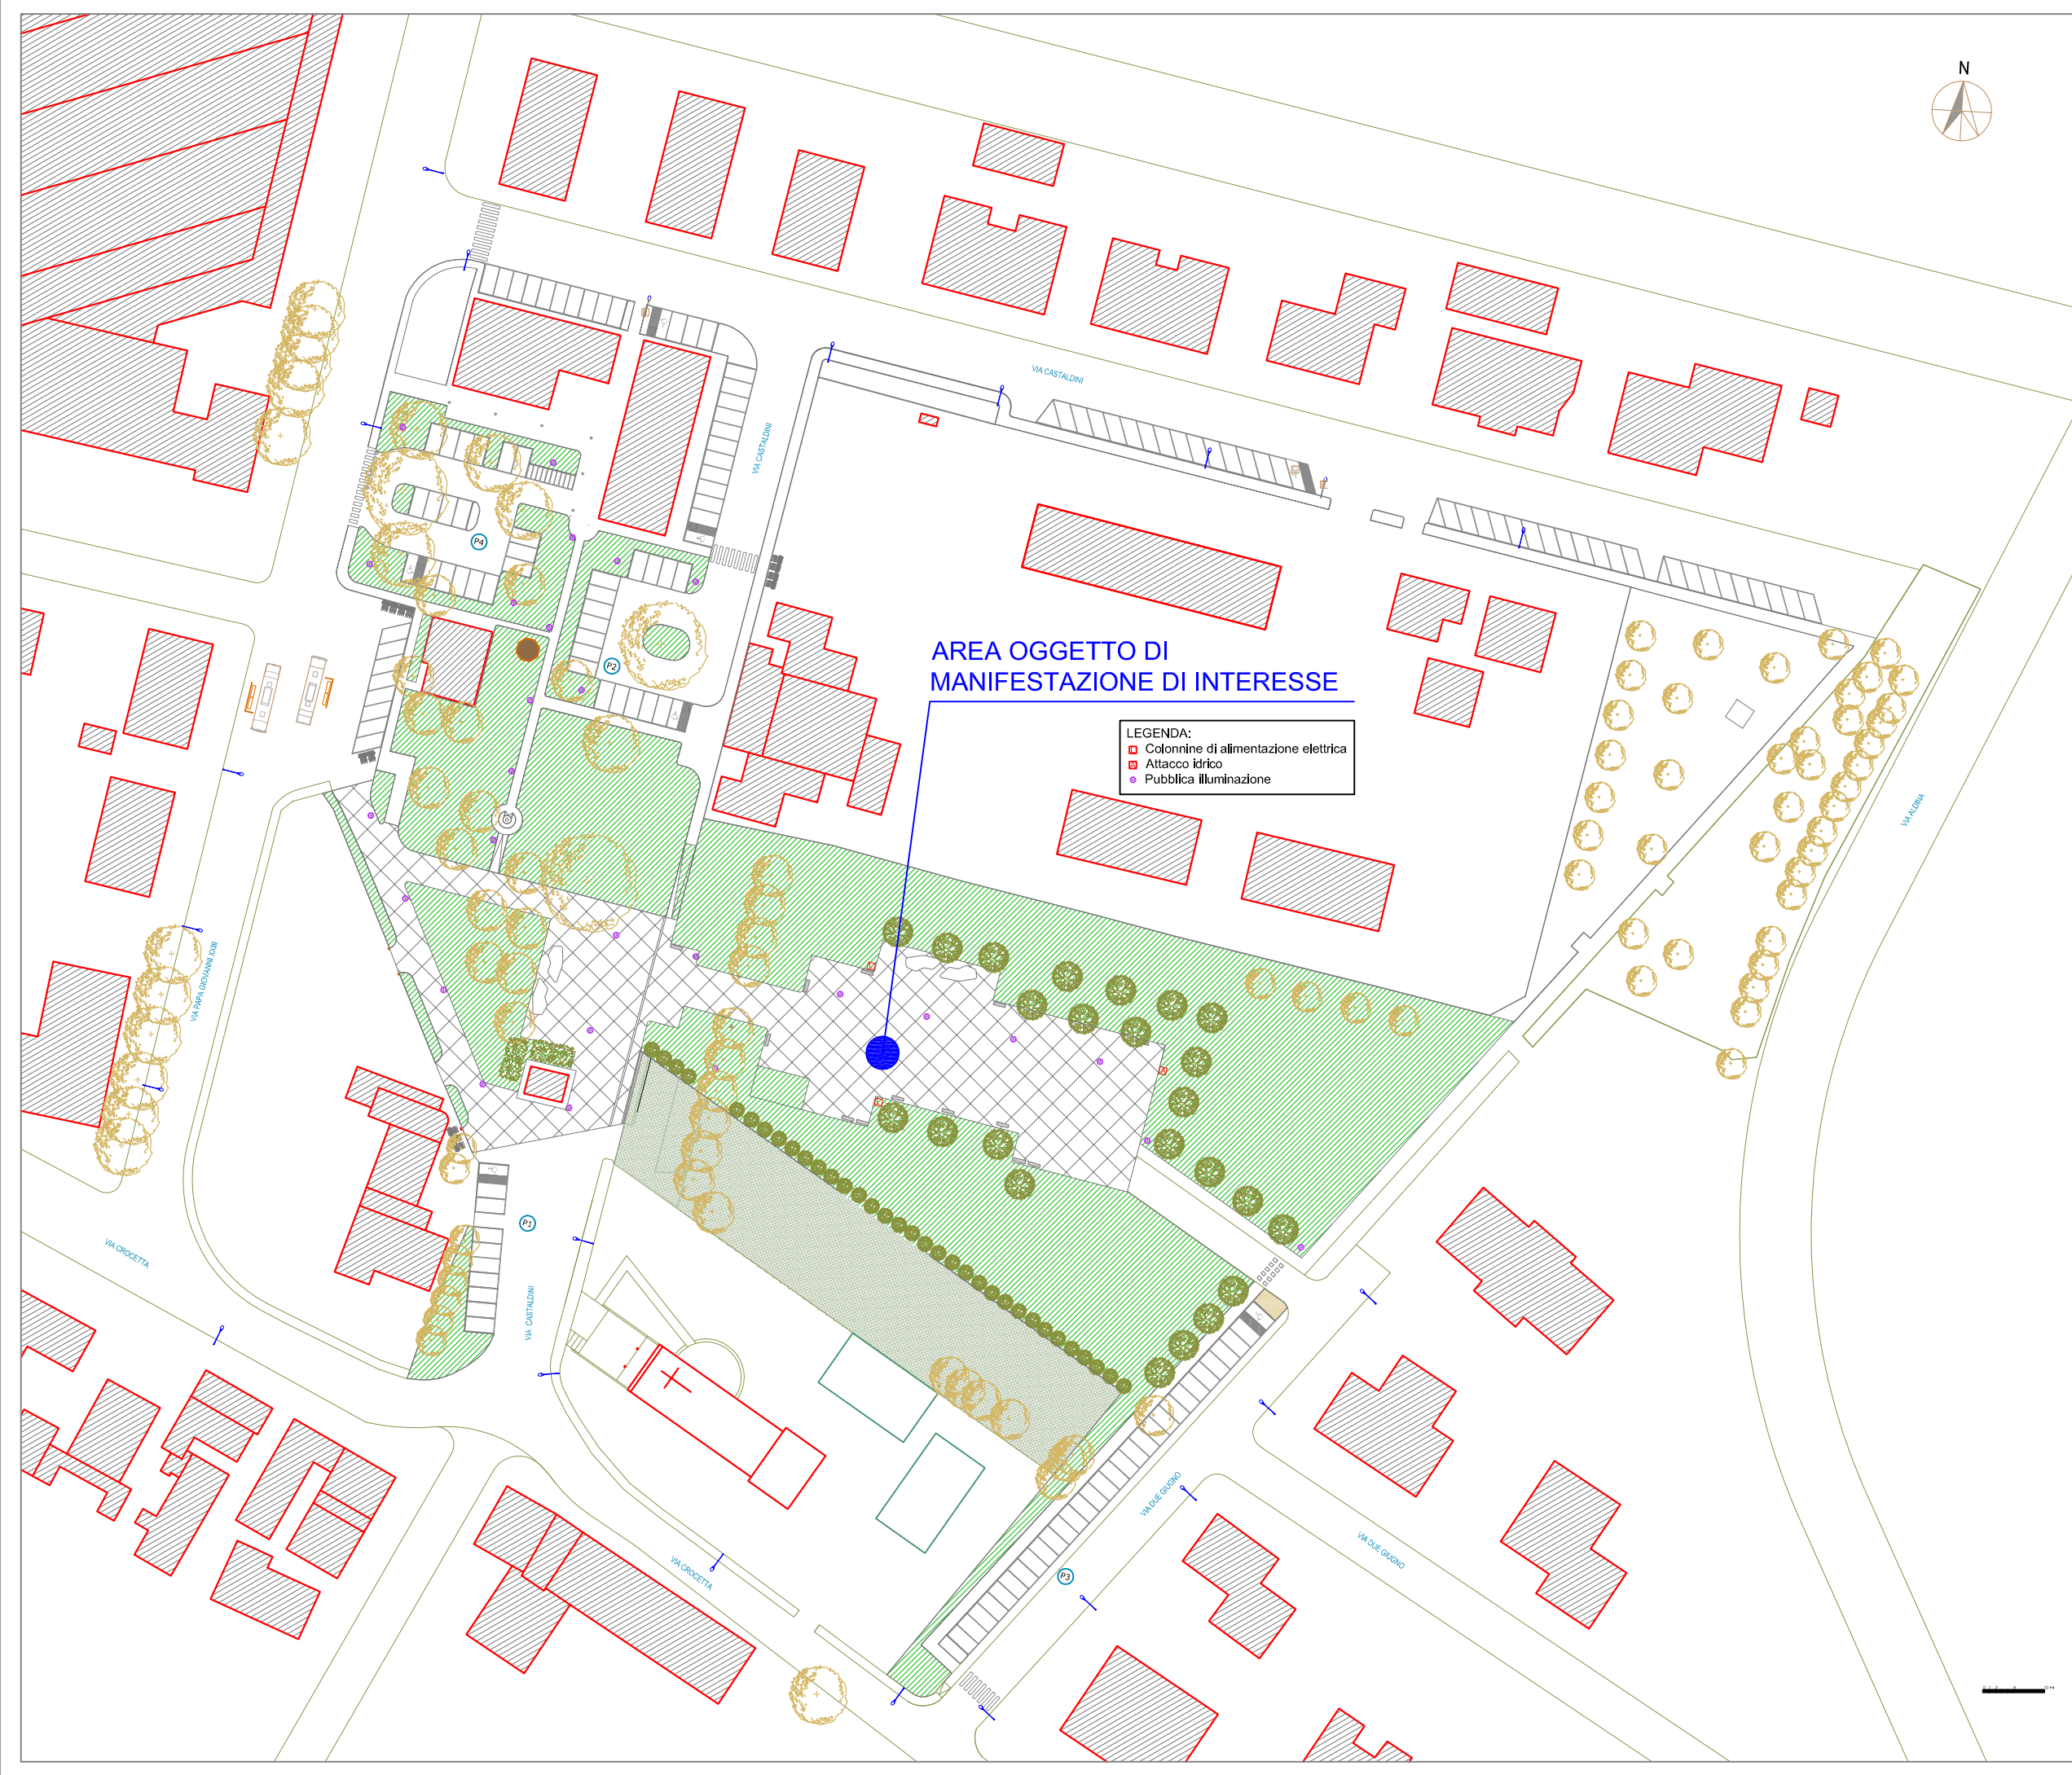 N
VIA CASTALDINI
VIA CASTALDINI
P4
AREA OGGETTO DI
MANIFESTAZIONE DI INTERESSE
P2
LEGENDA:
Colonnine di alimentazione elettrica
Attacco idrico
Pubblica illuminazione
VIA ALDINA
VIA PAPA GIOVANNI XXIII
P1
VIA CROCETTA
VIA CASTALDINI
VIA DUE GIUGNO
VIA DUE GIUGNO
VIA CROCETTA
P3